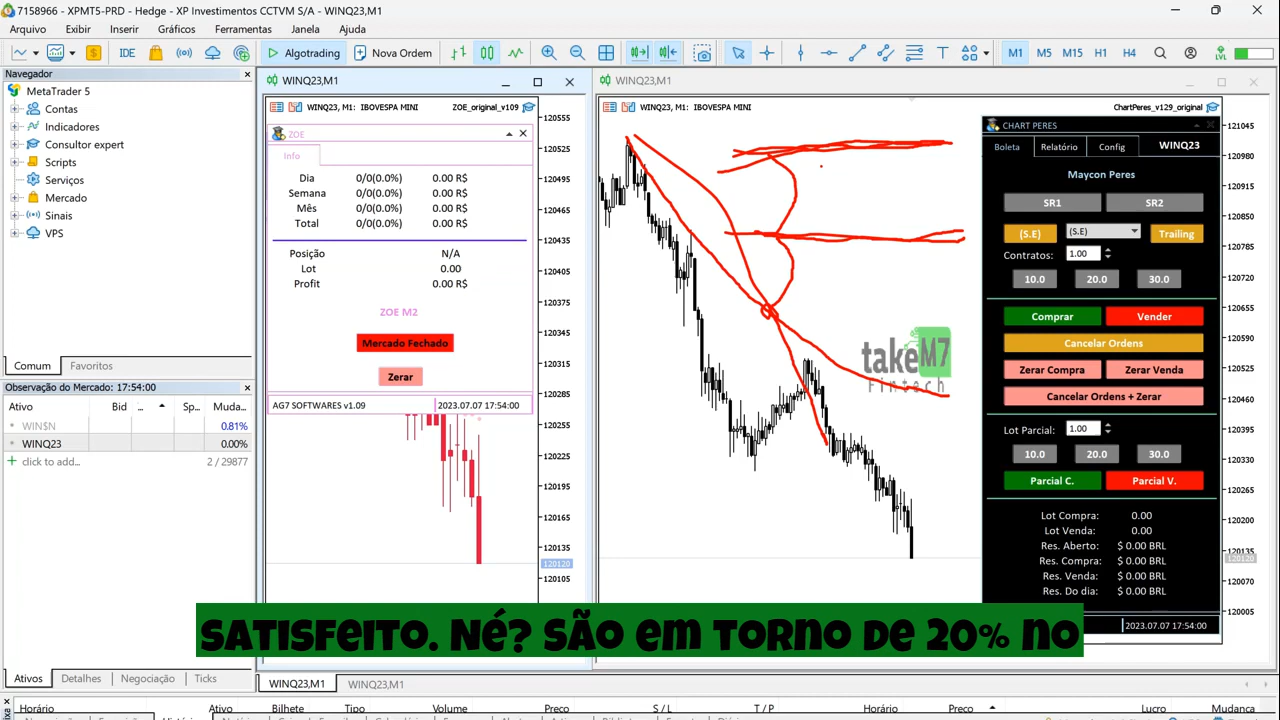 7158966 - XPMT5-PRD - Hedge - XP Investimentos CCTVM S/A - WINQ23,M1
Arquivo Exibir Inserir Gráficos Ferramentas Janela Ajuda
IDE Algotrading Nova Ordem M1 M5 M15 H1 H4
Navegador
MetaTrader 5
Contas
Indicadores
Consultor expert
Scripts
Serviços
Mercado
Sinais
VPS
Comum Favoritos
Observação do Mercado: 17:54:00
Ativo Bid ... Sp... Muda...
WIN$N 0.81%
WINQ23 0.00%
click to add... 2 / 29877
Ativos Detalhes Negociação Ticks
WINQ23,M1
WINQ23, M1: IBOVESPA MINI ZOE_original_v109
ZOE
Info
Dia 0/0(0.0%) 0.00 R$
Semana 0/0(0.0%) 0.00 R$
Mês 0/0(0.0%) 0.00 R$
Total 0/0(0.0%) 0.00 R$
Posição N/A
Lot 0.00
Profit 0.00 R$
ZOE M2
Mercado Fechado
Zerar
AG7 SOFTWARES v1.09 2023.07.07 17:54:00
120555
120525
120495
120465
120435
120405
120375
120345
120315
120285
120255
120225
120195
120165
120135
120120
120105
WINQ23,M1
WINQ23, M1: IBOVESPA MINI ChartPeres_v129_original
takeM7
Fintech
CHART PERES
Boleta Relatório Config WINQ23
Maycon Peres
SR1 SR2
(S.E) (S.E) Trailing
Contratos: 1.00
10.0 20.0 30.0
Comprar Vender
Cancelar Ordens
Zerar Compra Zerar Venda
Cancelar Ordens + Zerar
Lot Parcial: 1.00
10.0 20.0 30.0
Parcial C. Parcial V.
Lot Compra: 0.00
Lot Venda: 0.00
Res. Aberto: $ 0.00 BRL
Res. Compra: $ 0.00 BRL
Res. Venda: $ 0.00 BRL
Res. Do dia: $ 0.00 BRL
2023.07.07 17:54:00
121045
120980
120915
120850
120785
120720
120655
120590
120525
120460
120395
120330
120265
120200
120135
120120
120070
120005
SATISFEITO. NÉ? SÃO EM TORNO DE 20% NO
WINQ23,M1 WINQ23,M1
Horário Ativo Bilhete Tipo Volume Preço S / L T / P Horário Preço Lucro Mudança